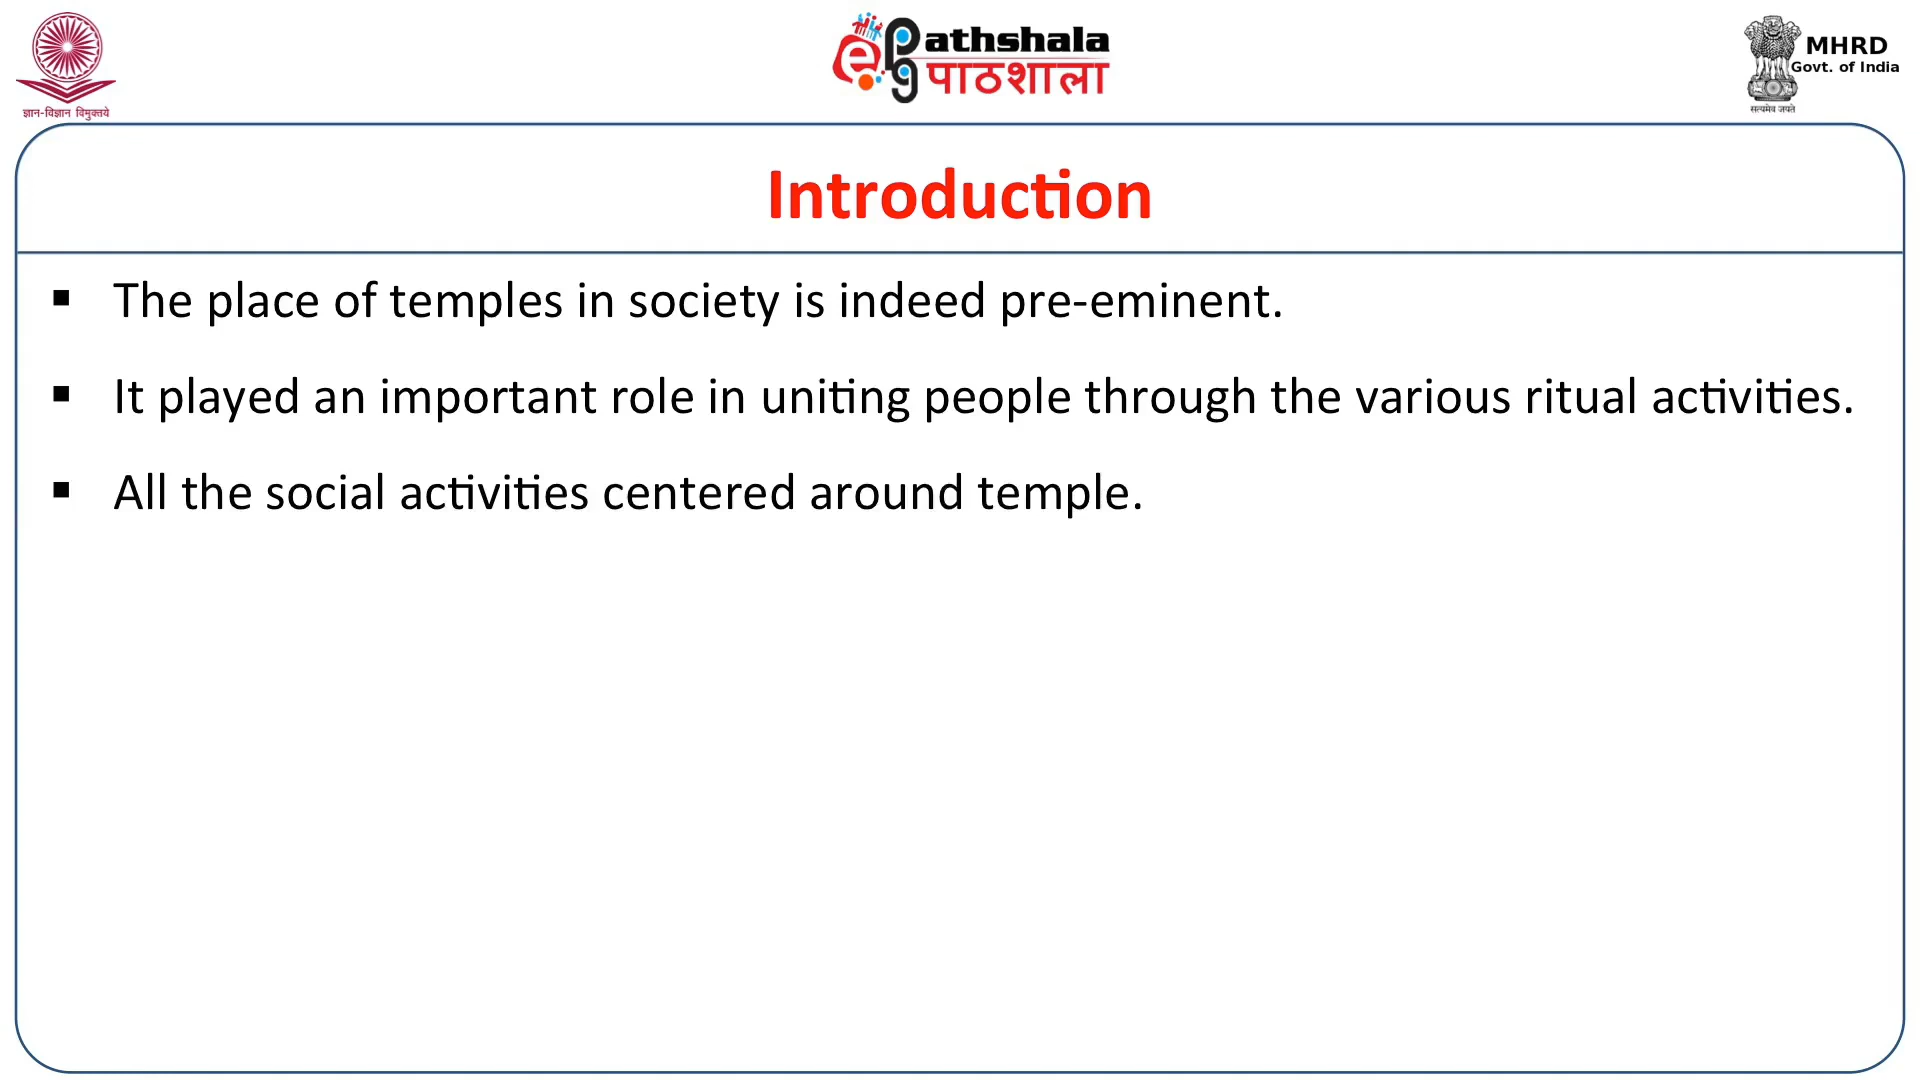 ज्ञान-विज्ञान विमुक्तये
e pg Pathshala
पाठशाला
MHRD
Govt. of India
सत्यमेव जयते
Introduction
▪ The place of temples in society is indeed pre-eminent.
▪ It played an important role in uniting people through the various ritual activities.
▪ All the social activities centered around temple.